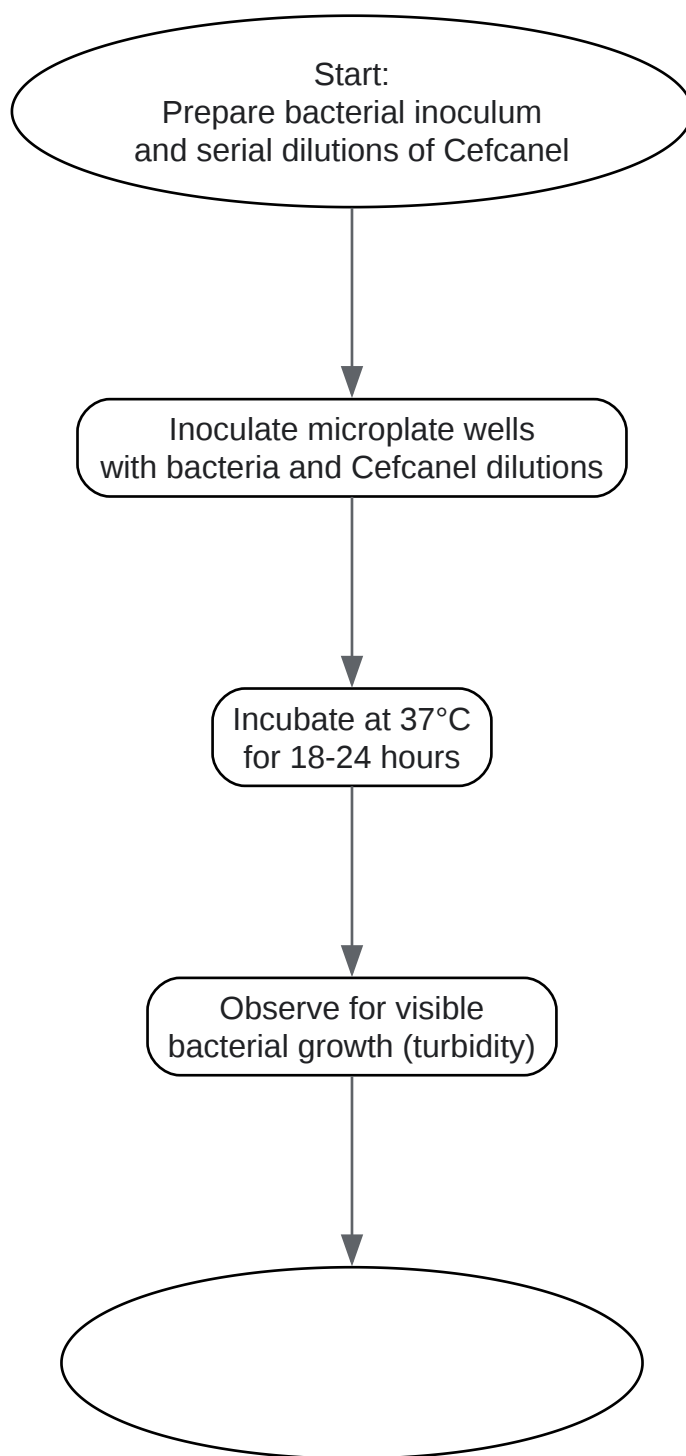 Start:
Prepare bacterial inoculum
and serial dilutions of Cefcanel
Inoculate microplate wells
with bacteria and Cefcanel dilutions
Incubate at 37°C
for 18-24 hours
Observe for visible
bacterial growth (turbidity)